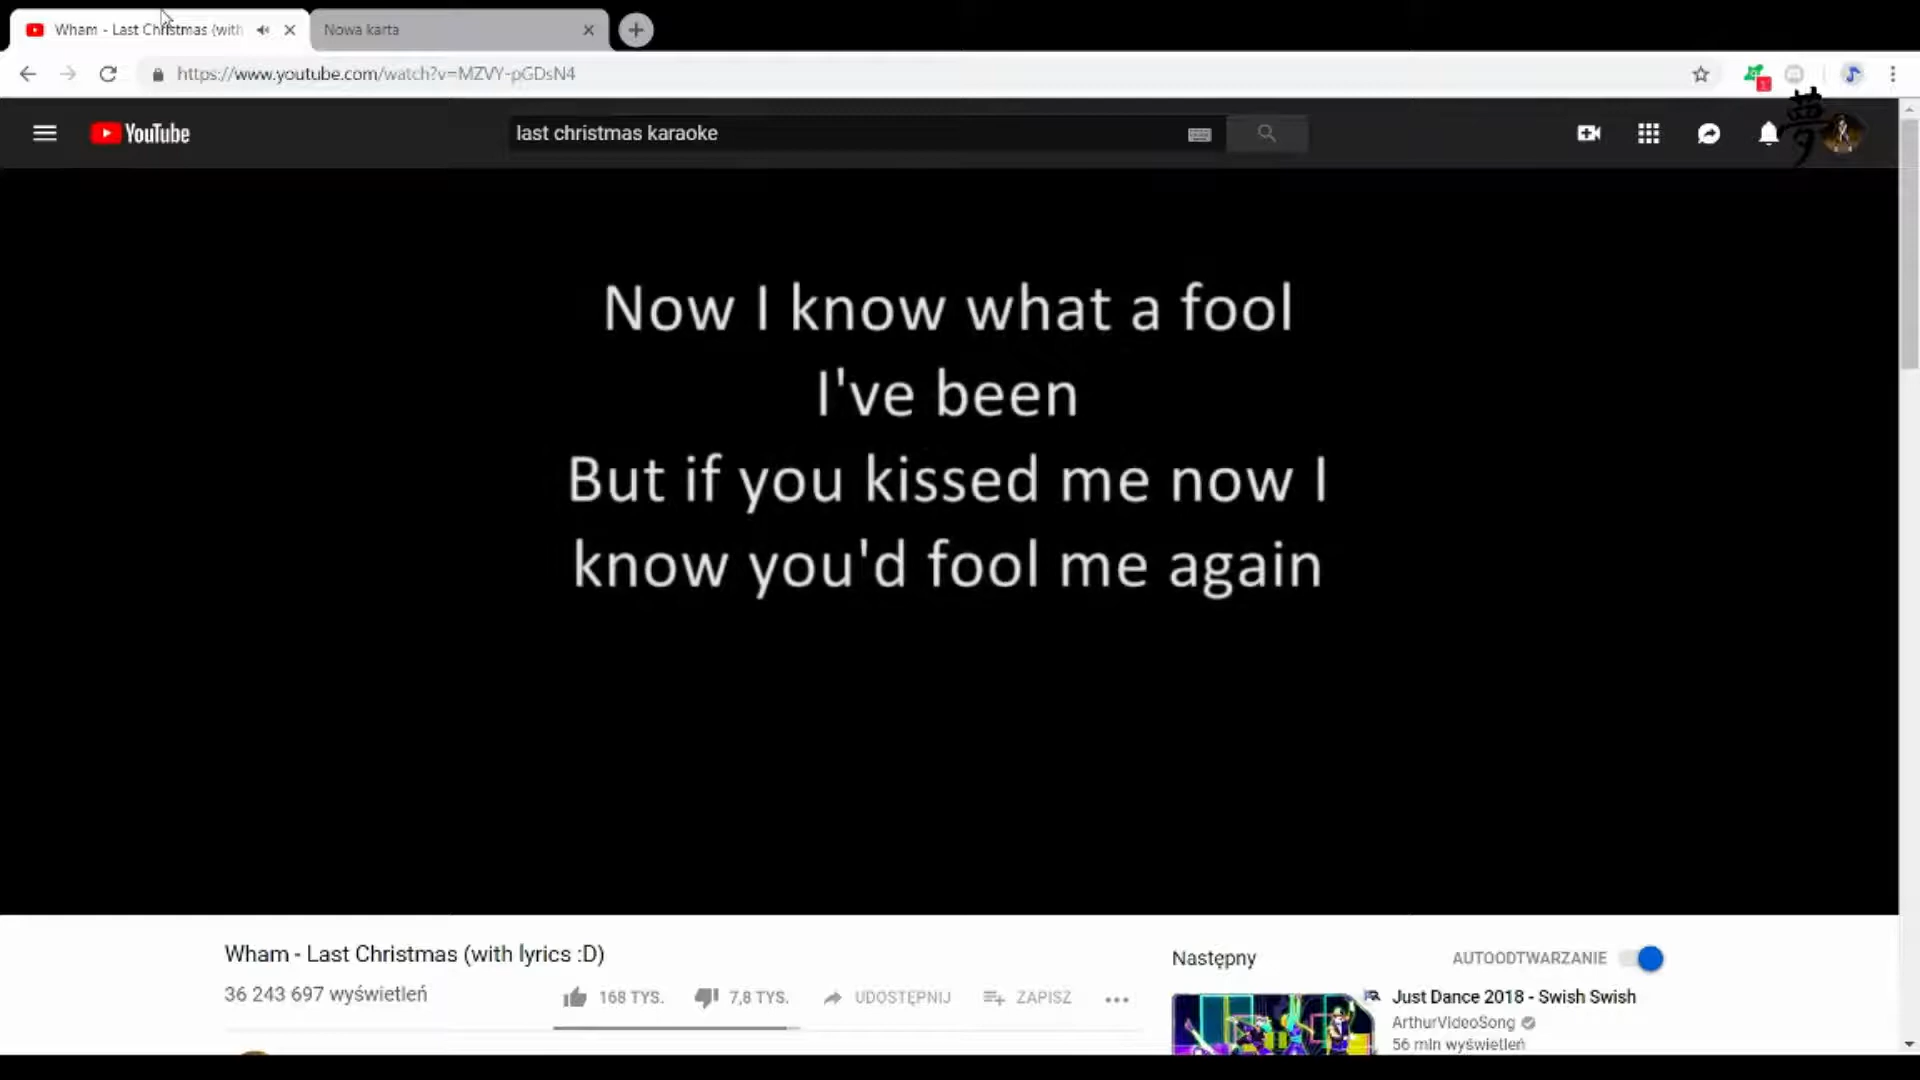 Wham - Last Christmas (with
Nowa karta
https://www.youtube.com/watch?v=MZVY-pGDsN4
YouTube
last christmas karaoke
夢
Now I know what a fool
I've been
But if you kissed me now I
know you'd fool me again
Wham - Last Christmas (with lyrics :D)
36 243 697 wyświetleń
168 TYS.
7,8 TYS.
UDOSTĘPNIJ
ZAPISZ
Następny
AUTOODTWARZANIE
Just Dance 2018 - Swish Swish
ArthurVideoSong
56 mln wyświetleń